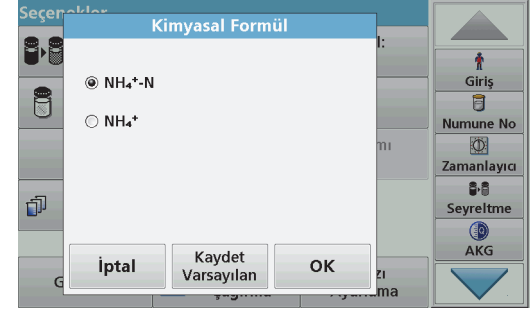 Seçenekler
Kimyasal Formül
NH₄⁺-N
NH₄⁺
İptal
Kaydet
Varsayılan
OK
Giriş
Numune No
Zamanlayıcı
Seyreltme
AKG